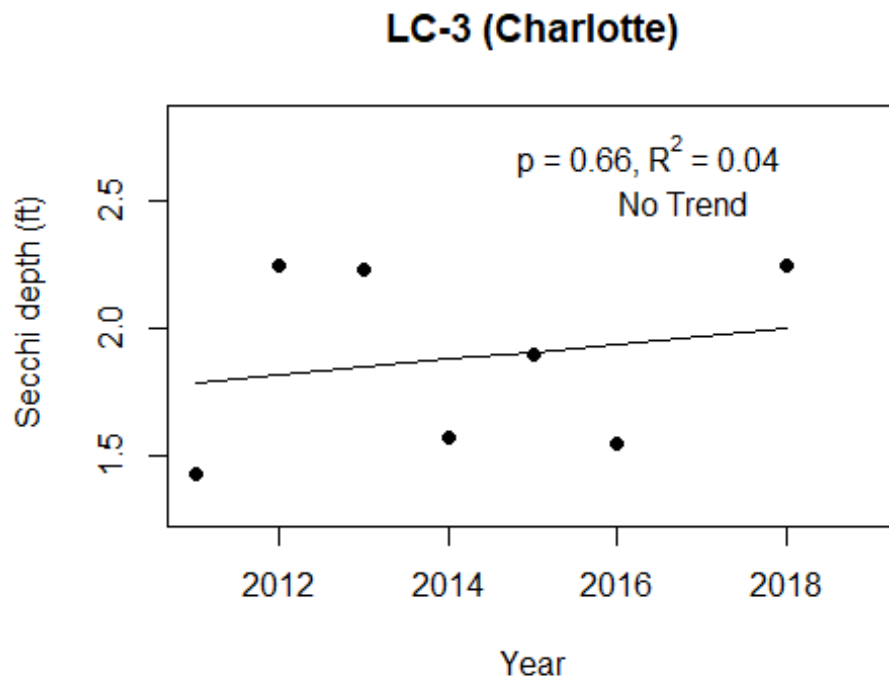 LC-3 (Charlotte)
p = 0.66, R² = 0.04
No Trend
Secchi depth (ft)
2.5
2.0
1.5
2012 2014 2016 2018
Year